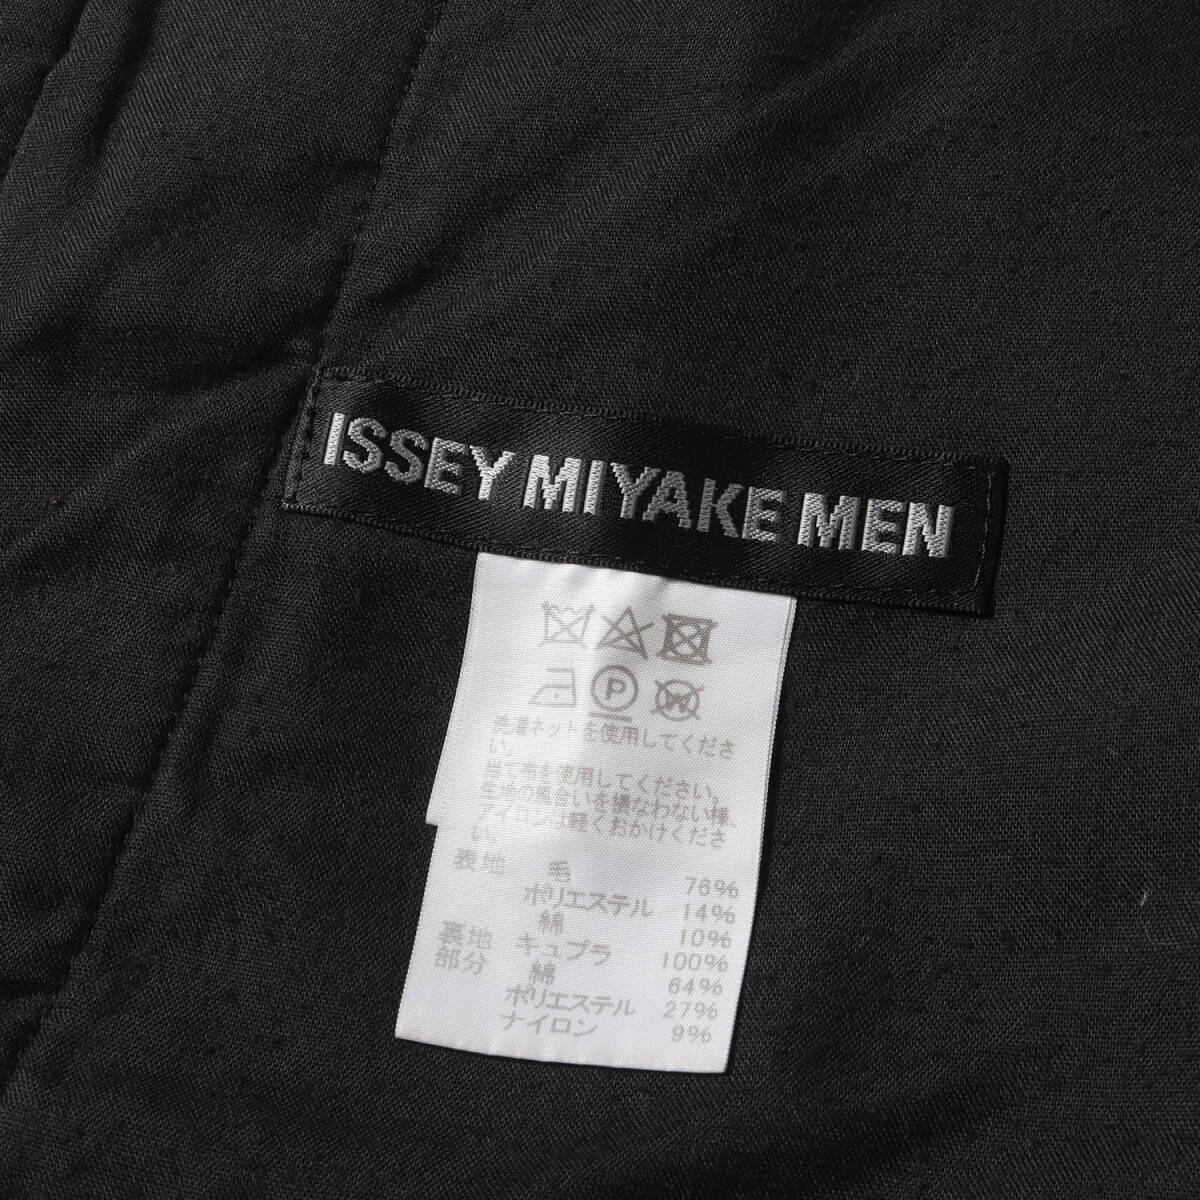 ISSEY MIYAKE MEN
P
W
洗濯ネットを使用してくださ
い。
当て布を使用してください。
生地の風合いを損なわない様、
アイロンは軽くおかけくださ
い。
表地 毛 76%
ポリエステル 14%
綿 10%
裏地 キュプラ 100%
部分 綿 64%
ポリエステル 27%
ナイロン 9%